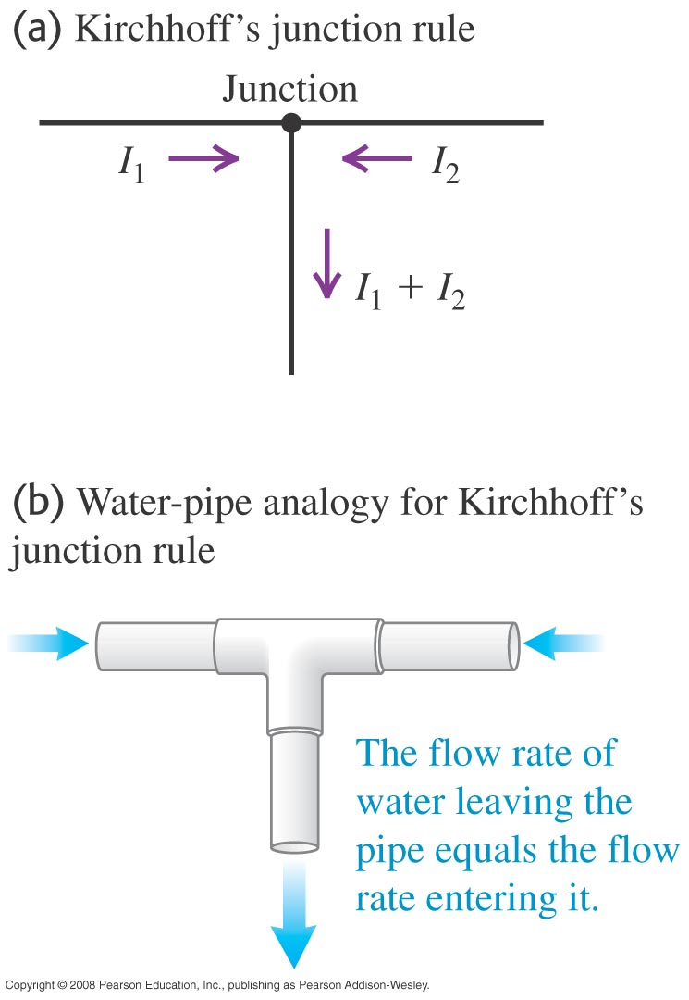 (a) Kirchhoff's junction rule
Junction
I₁
I₂
I₁ + I₂
(b) Water-pipe analogy for Kirchhoff's
junction rule
The flow rate of
water leaving the
pipe equals the flow
rate entering it.
Copyright © 2008 Pearson Education, Inc., publishing as Pearson Addison-Wesley.